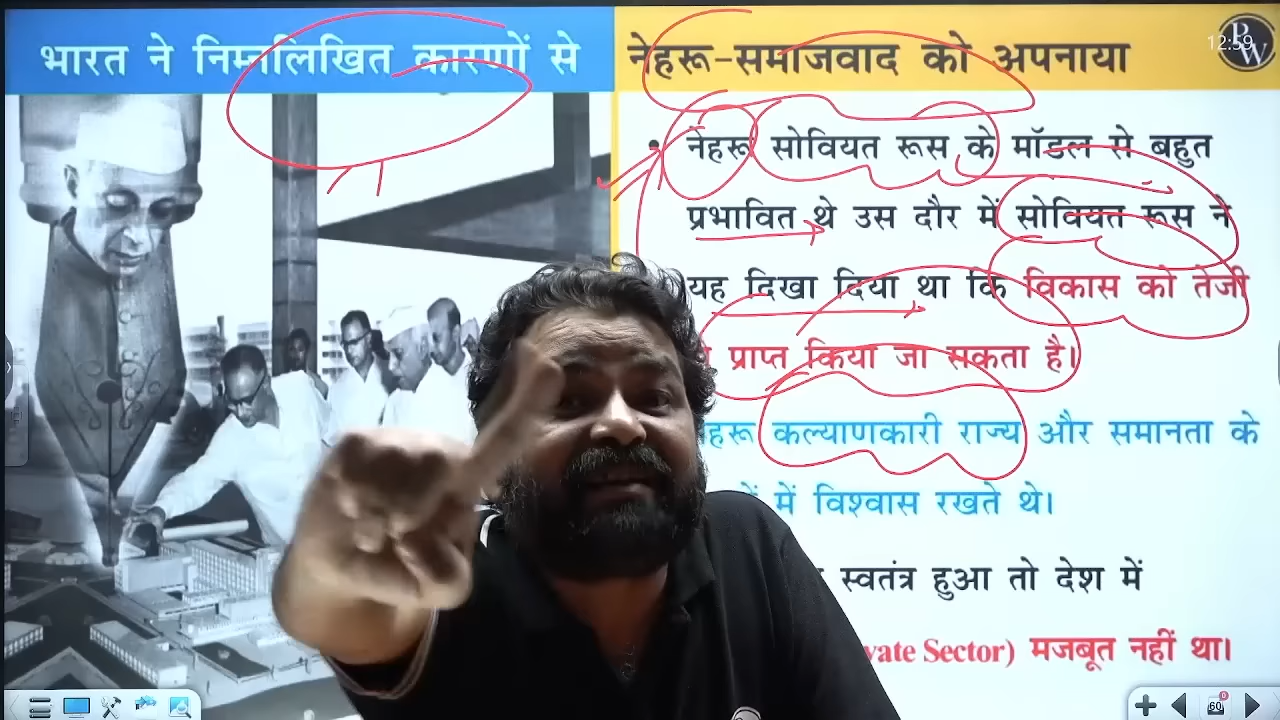 भारत ने निम्नलिखित कारणों से नेहरू-समाजवाद को अपनाया
PW
12:59
नेहरू सोवियत रूस के मॉडल से बहुत
प्रभावित थे उस दौर में सोवियत रूस ने
यह दिखा दिया था कि विकास को तेजी
प्राप्त किया जा सकता है।
कल्याणकारी राज्य और समानता के
में विश्वास रखते थे।
स्वतंत्र हुआ तो देश में
Sector) मजबूत नहीं था।
60